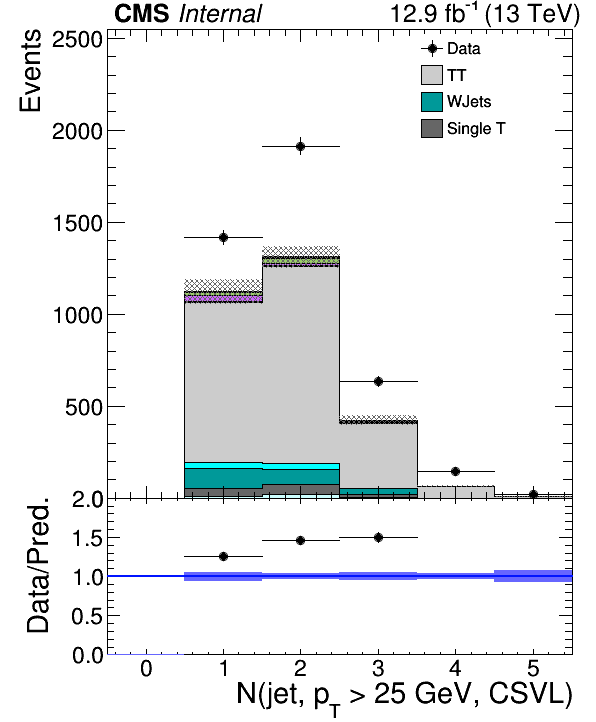 CMS Internal 12.9 fb⁻¹ (13 TeV)
Events
2500
2000
1500
1000
500
Data
TT
WJets
Single T
Data/Pred.
2.0
1.5
1.0
0.5
0.0
0 1 2 3 4 5
N(jet, p_T > 25 GeV, CSVL)